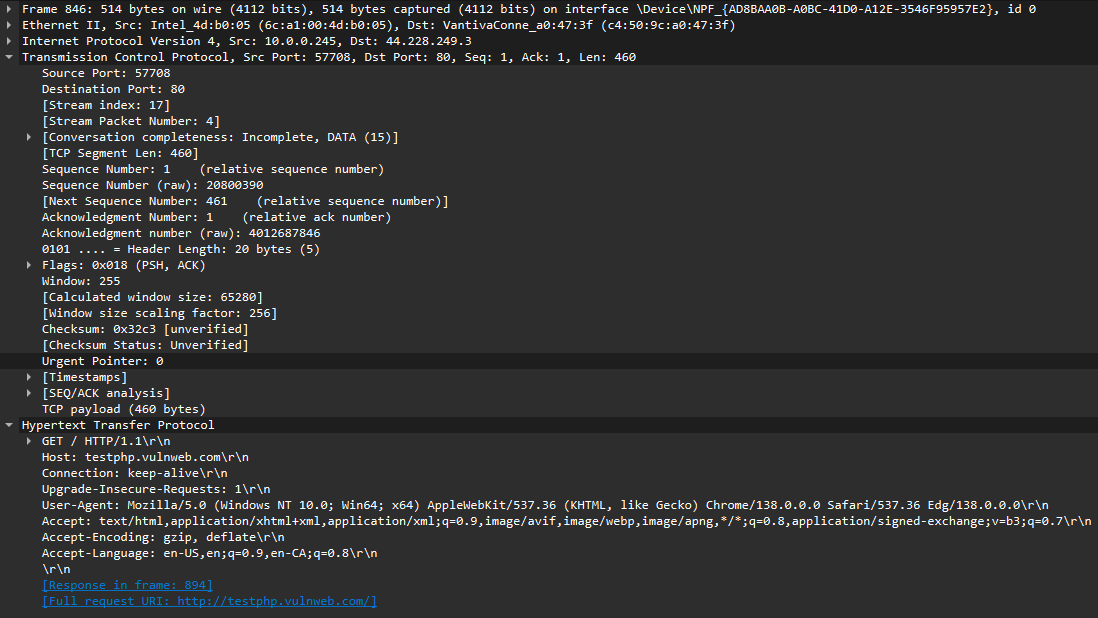 Frame 846: 514 bytes on wire (4112 bits), 514 bytes captured (4112 bits) on interface \Device\NPF_{AD8BAA0B-A0BC-41D0-A12E-3546F95957E2}, id 0
Ethernet II, Src: Intel_4d:b0:05 (6c:a1:00:4d:b0:05), Dst: VantivaConne_a0:47:3f (c4:50:9c:a0:47:3f)
Internet Protocol Version 4, Src: 10.0.0.245, Dst: 44.228.249.3
Transmission Control Protocol, Src Port: 57708, Dst Port: 80, Seq: 1, Ack: 1, Len: 460
Source Port: 57708
Destination Port: 80
[Stream index: 17]
[Stream Packet Number: 4]
[Conversation completeness: Incomplete, DATA (15)]
[TCP Segment Len: 460]
Sequence Number: 1    (relative sequence number)
Sequence Number (raw): 20800390
[Next Sequence Number: 461    (relative sequence number)]
Acknowledgment Number: 1    (relative ack number)
Acknowledgment number (raw): 4012687846
0101 .... = Header Length: 20 bytes (5)
Flags: 0x018 (PSH, ACK)
Window: 255
[Calculated window size: 65280]
[Window size scaling factor: 256]
Checksum: 0x32c3 [unverified]
[Checksum Status: Unverified]
Urgent Pointer: 0
[Timestamps]
[SEQ/ACK analysis]
TCP payload (460 bytes)
Hypertext Transfer Protocol
GET / HTTP/1.1\r\n
Host: testphp.vulnweb.com\r\n
Connection: keep-alive\r\n
Upgrade-Insecure-Requests: 1\r\n
User-Agent: Mozilla/5.0 (Windows NT 10.0; Win64; x64) AppleWebKit/537.36 (KHTML, like Gecko) Chrome/138.0.0.0 Safari/537.36 Edg/138.0.0.0\r\n
Accept: text/html,application/xhtml+xml,application/xml;q=0.9,image/avif,image/webp,image/apng,*/*;q=0.8,application/signed-exchange;v=b3;q=0.7\r\n
Accept-Encoding: gzip, deflate\r\n
Accept-Language: en-US,en;q=0.9,en-CA;q=0.8\r\n
\r\n
[Response in frame: 894]
[Full request URI: http://testphp.vulnweb.com/]